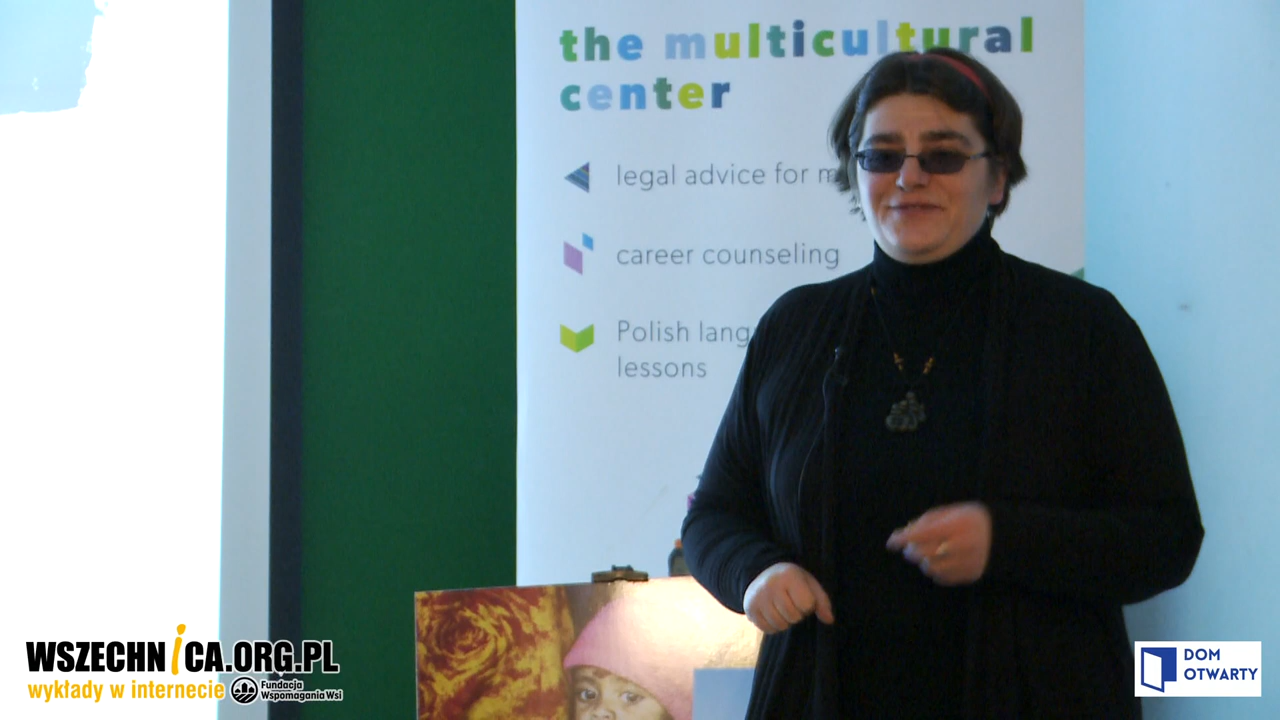 the multicultural
center
legal advice for
career counseling
Polish
lessons
WSZECHNICA.ORG.PL
wykłady w internecie
Fundacja
Wspomagania Wsi
DOM
OTWARTY